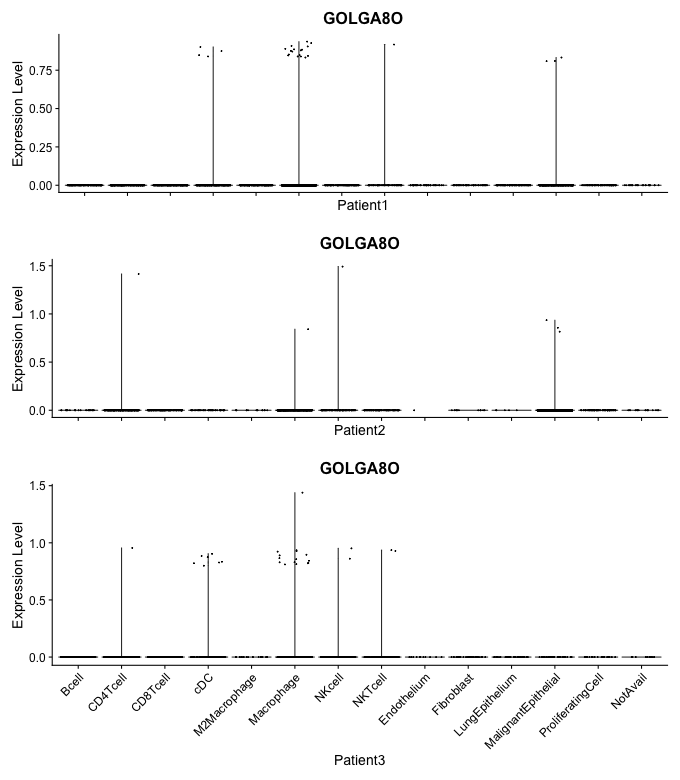 GOLGA8O
Expression Level
0.75
0.50
0.25
0.00
Patient1
GOLGA8O
Expression Level
1.5
1.0
0.5
0.0
Patient2
GOLGA8O
Expression Level
1.5
1.0
0.5
0.0
Bcell
CD4Tcell
CD8Tcell
cDC
M2Macrophage
Macrophage
NKcell
NKTcell
Endothelium
Fibroblast
LungEpithelium
MalignantEpithelial
ProliferatingCell
NotAvail
Patient3